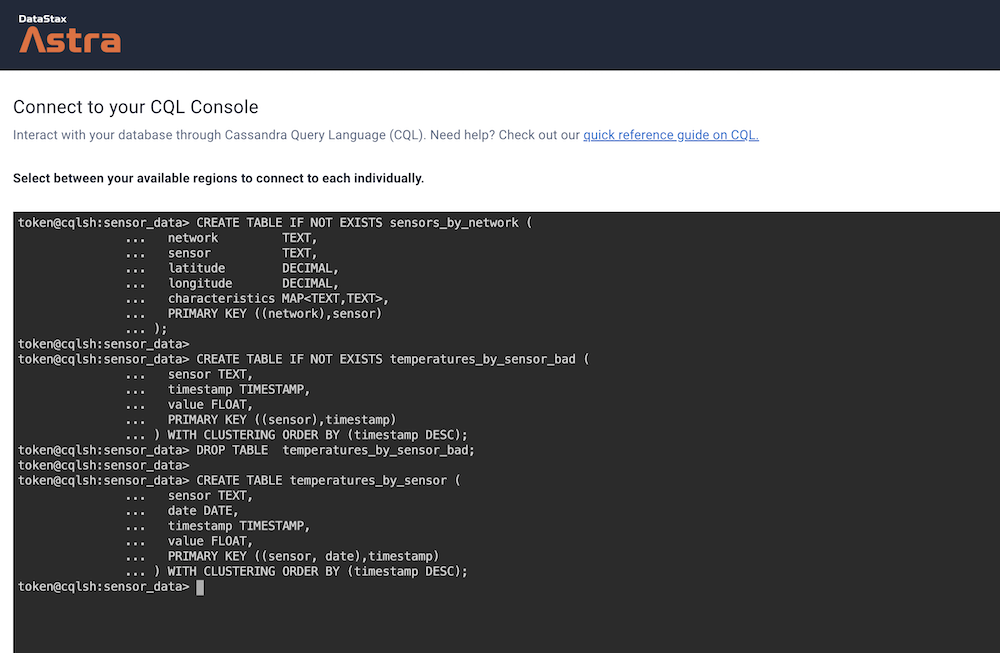 DataStax
Astra
Connect to your CQL Console
Interact with your database through Cassandra Query Language (CQL). Need help? Check out our quick reference guide on CQL.
Select between your available regions to connect to each individually.
token@cqlsh:sensor_data> CREATE TABLE IF NOT EXISTS sensors_by_network (
... network TEXT,
... sensor TEXT,
... latitude DECIMAL,
... longitude DECIMAL,
... characteristics MAP<TEXT,TEXT>,
... PRIMARY KEY ((network),sensor)
... );
token@cqlsh:sensor_data>
token@cqlsh:sensor_data> CREATE TABLE IF NOT EXISTS temperatures_by_sensor_bad (
... sensor TEXT,
... timestamp TIMESTAMP,
... value FLOAT,
... PRIMARY KEY ((sensor),timestamp)
... ) WITH CLUSTERING ORDER BY (timestamp DESC);
token@cqlsh:sensor_data> DROP TABLE  temperatures_by_sensor_bad;
token@cqlsh:sensor_data>
token@cqlsh:sensor_data> CREATE TABLE temperatures_by_sensor (
... sensor TEXT,
... date DATE,
... timestamp TIMESTAMP,
... value FLOAT,
... PRIMARY KEY ((sensor, date),timestamp)
... ) WITH CLUSTERING ORDER BY (timestamp DESC);
token@cqlsh:sensor_data>